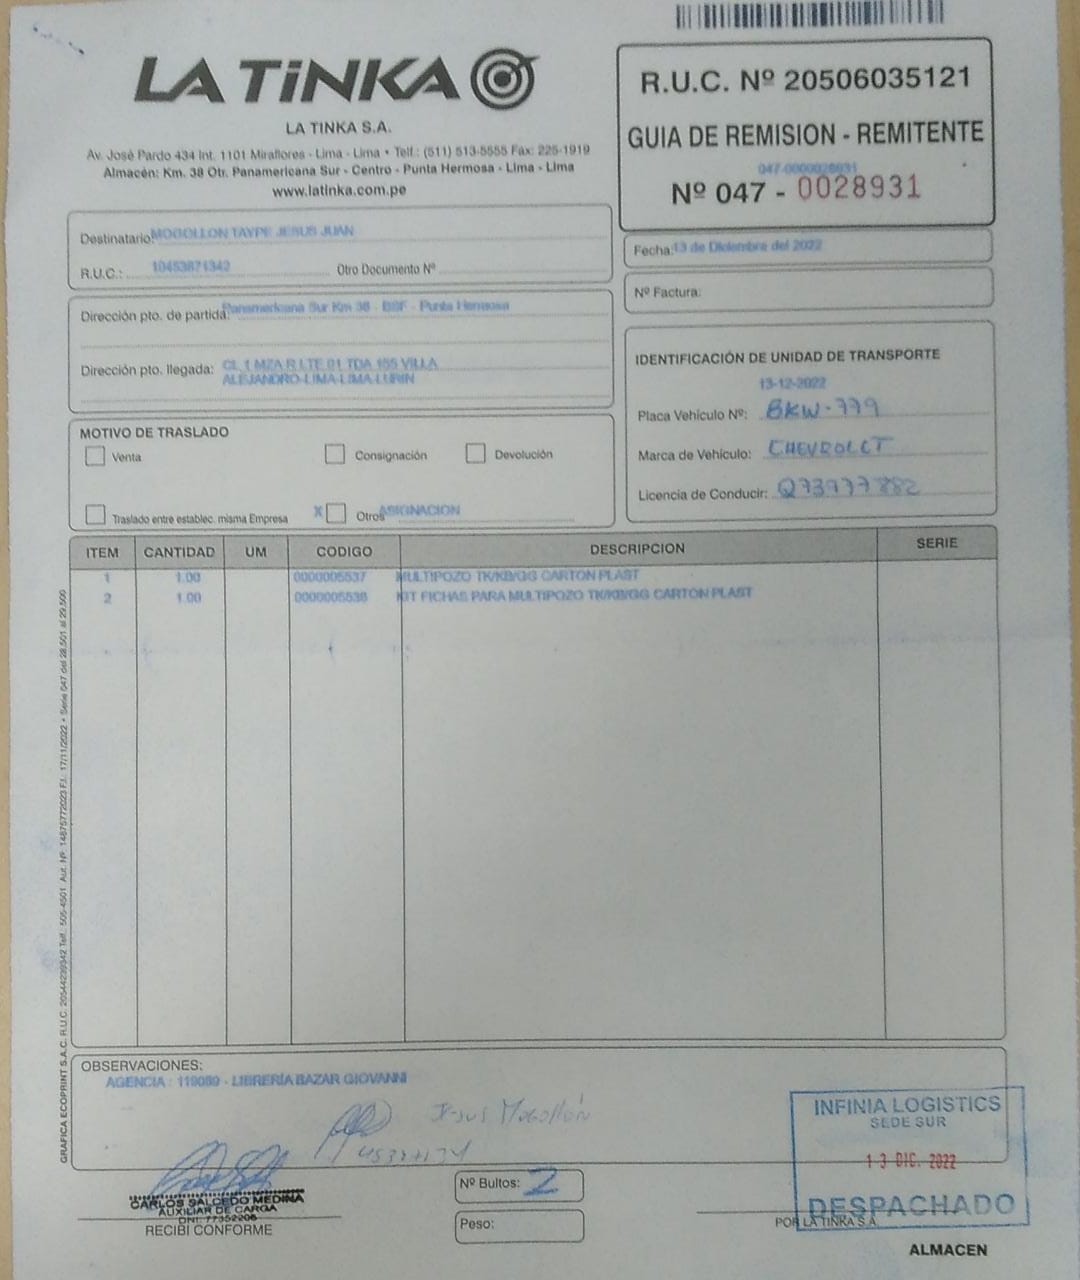 LA TiNKA
LA TINKA S.A.
Av. José Pardo 434 Int. 1101 Miraflores - Lima - Lima • Telf.: (511) 513-5555 Fax: 225-1919
Almacén: Km. 38 Otr. Panamericana Sur - Centro - Punta Hermosa - Lima - Lima
www.latinka.com.pe
R.U.C. Nº 20506035121
GUIA DE REMISION - REMITENTE
047-0000028931
Nº 047 - 0028931
Destinatario: MOGOLLON TAYPE JESUS JUAN
R.U.C.: 10453871342 Otro Documento Nº
Fecha: 13 de Diciembre del 2022
Nº Factura:
Dirección pto. de partida: Panamericana Sur Km 38 - BSF - Punta Hermosa
Dirección pto. llegada: CL 1 MZA R LTE 01 TDA 155 VILLA
ALEJANDRO-LIMA-LIMA-LURIN
IDENTIFICACIÓN DE UNIDAD DE TRANSPORTE
13-12-2022
Placa Vehículo Nº: BKW-779
Marca de Vehículo: CHEVROLET
Licencia de Conducir: Q73977882
MOTIVO DE TRASLADO
Venta Consignación Devolución
Traslado entre establec. misma Empresa X Otros ASIGNACION
ITEM CANTIDAD UM CODIGO DESCRIPCION SERIE
1 1.00 0000005537 MULTIPOZO TK/KB/GG CARTON PLAST
2 1.00 0000005538 KIT FICHAS PARA MULTIPOZO TK/KB/GG CARTON PLAST
GRAFICA ECOPRINT S.A.C. R.U.C. 20544239342 Telf.: 505-4501 Aut. Nº 14875772023 F.I.: 17/11/2022 • Serie 047 del 28,501 al 29,500
OBSERVACIONES:
AGENCIA : 119089 - LIBRERÍA BAZAR GIOVANNI
Jesus Mogollón
INFINIA LOGISTICS
SEDE SUR
13 DIC. 2022
DESPACHADO
CARLOS SALCEDO MEDINA
AUXILIAR DE CARGA
DNI: 77352206
RECIBI CONFORME
Nº Bultos: 2
Peso:
POR LA TINKA S.A.
ALMACEN